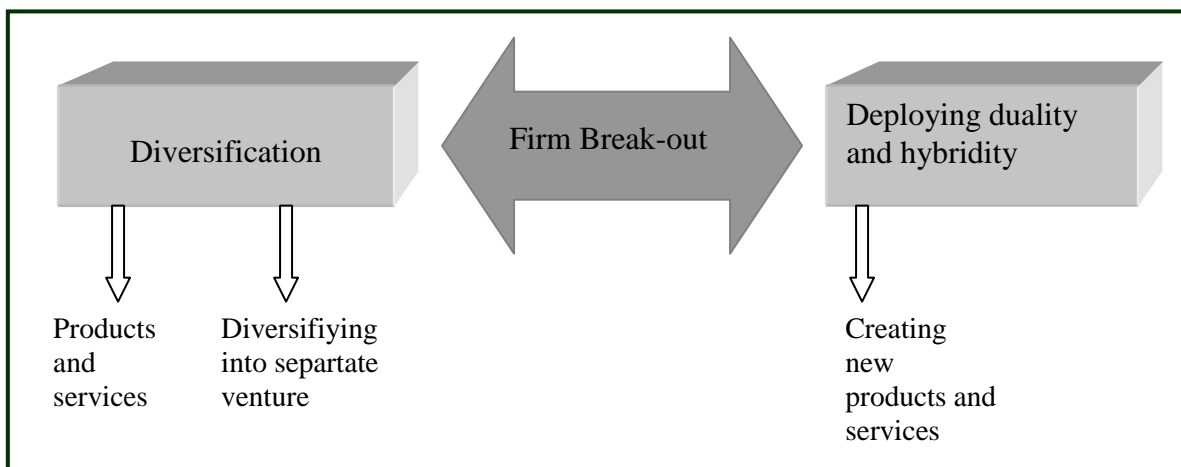 Diversification
Firm Break-out
Deploying duality
and hybridity
Products
and
services
Diversifiying
into separtate
venture
Creating
new
products and
services